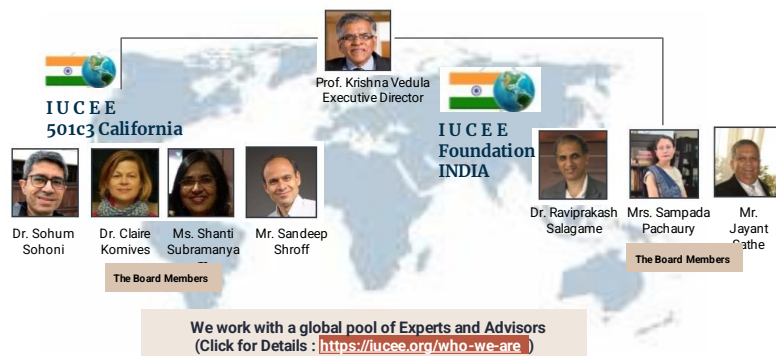 Prof. Krishna Vedula
Executive Director
I U C E E
501c3 California
I U C E E
Foundation
INDIA
Dr. Sohum
Sohoni
Dr. Claire
Komives
Ms. Shanti
Subramanya
Mr. Sandeep
Shroff
The Board Members
Dr. Raviprakash
Salagame
Mrs. Sampada
Pachaury
Mr.
Jayant
Sathe
The Board Members
We work with a global pool of Experts and Advisors
(Click for Details : https://iucee.org/who-we-are )